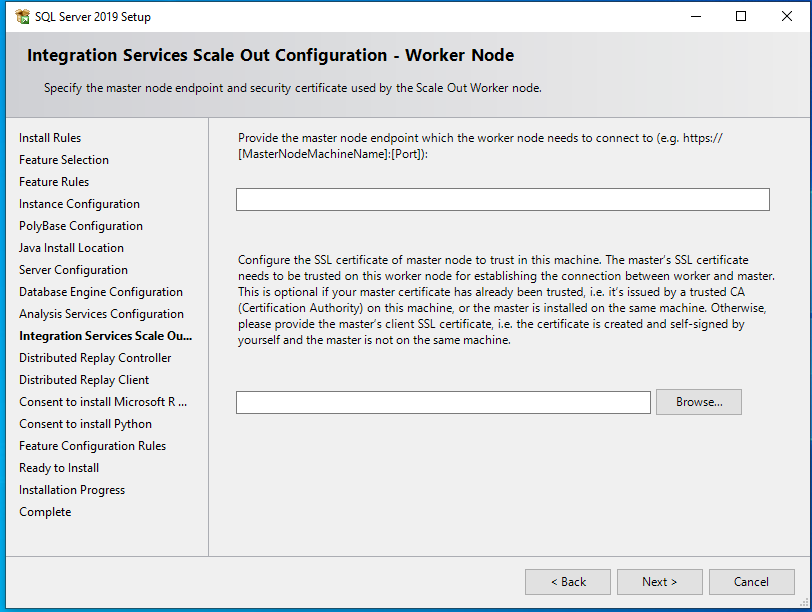 SQL Server 2019 Setup
Integration Services Scale Out Configuration - Worker Node
Specify the master node endpoint and security certificate used by the Scale Out Worker node.
Install Rules
Feature Selection
Feature Rules
Instance Configuration
PolyBase Configuration
Java Install Location
Server Configuration
Database Engine Configuration
Analysis Services Configuration
Integration Services Scale Ou...
Distributed Replay Controller
Distributed Replay Client
Consent to install Microsoft R ...
Consent to install Python
Feature Configuration Rules
Ready to Install
Installation Progress
Complete
Provide the master node endpoint which the worker node needs to connect to (e.g. https://
[MasterNodeMachineName]:[Port]):
Configure the SSL certificate of master node to trust in this machine. The master's SSL certificate
needs to be trusted on this worker node for establishing the connection between worker and master.
This is optional if your master certificate has already been trusted, i.e. it's issued by a trusted CA
(Certification Authority) on this machine, or the master is installed on the same machine. Otherwise,
please provide the master's client SSL certificate, i.e. the certificate is created and self-signed by
yourself and the master is not on the same machine.
Browse...
< Back
Next >
Cancel